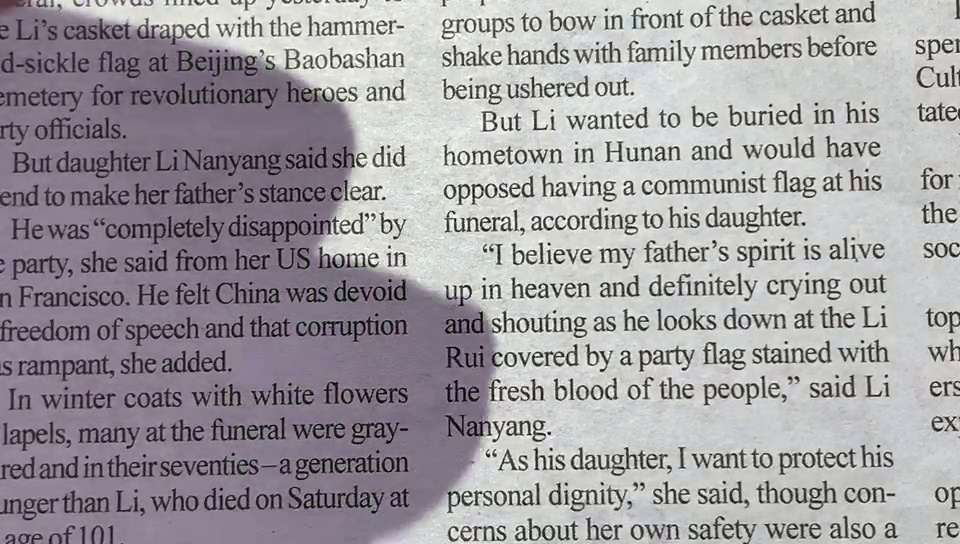 e Li's casket draped with the hammer-
d-sickle flag at Beijing's Baobashan
emetery for revolutionary heroes and
rty officials.
But daughter Li Nanyang said she did
end to make her father's stance clear.
He was "completely disappointed" by
e party, she said from her US home in
n Francisco. He felt China was devoid
freedom of speech and that corruption
s rampant, she added.
In winter coats with white flowers
lapels, many at the funeral were gray-
red and in their seventies—a generation
unger than Li, who died on Saturday at
age of 101.
groups to bow in front of the casket and
shake hands with family members before
being ushered out.
But Li wanted to be buried in his
hometown in Hunan and would have
opposed having a communist flag at his
funeral, according to his daughter.
"I believe my father's spirit is alive
up in heaven and definitely crying out
and shouting as he looks down at the Li
Rui covered by a party flag stained with
the fresh blood of the people," said Li
Nanyang.
"As his daughter, I want to protect his
personal dignity," she said, though con-
cerns about her own safety were also a
sper
Cult
tate
for
the
soc
top
wh
ers
ex
op
re